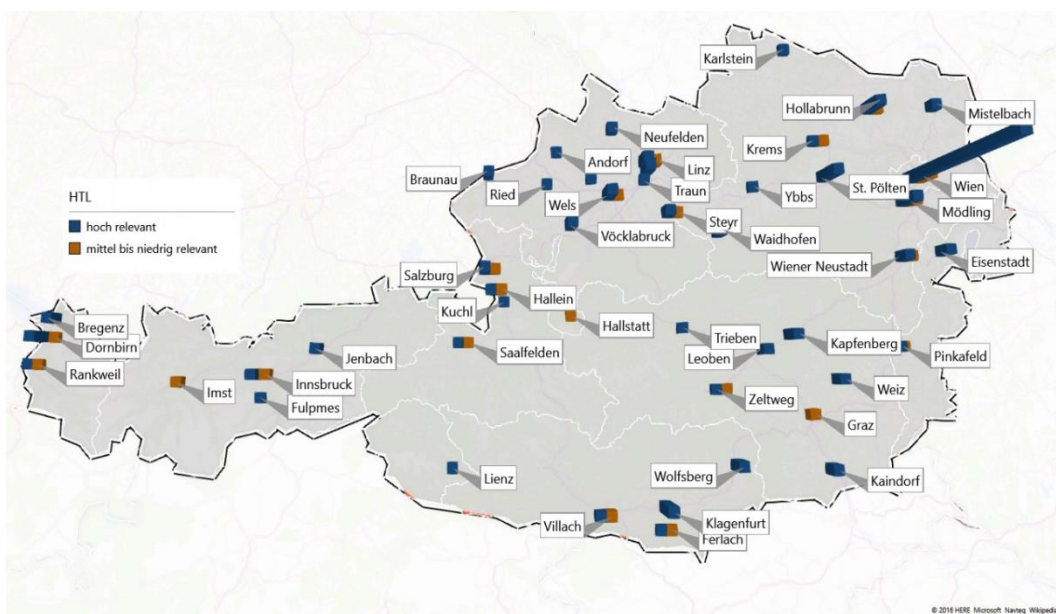 Karlstein
Hollabrunn
Mistelbach
Neufelden
Krems
Andorf
Linz
Braunau
Ried
Traun
Wels
Ybbs
St. Pölten
Wien
Mödling
HTL
hoch relevant
mittel bis niedrig relevant
Steyr
Vöcklabruck
Waidhofen
Wiener Neustadt
Eisenstadt
Salzburg
Hallein
Kuchl
Hallstatt
Bregenz
Dornbirn
Rankweil
Jenbach
Saalfelden
Trieben
Leoben
Kapfenberg
Pinkafeld
Imst
Innsbruck
Fulpmes
Weiz
Zeltweg
Graz
Lienz
Wolfsberg
Kaindorf
Villach
Klagenfurt
Ferlach
© 2016 HERE Microsoft Navteq Wikipedia